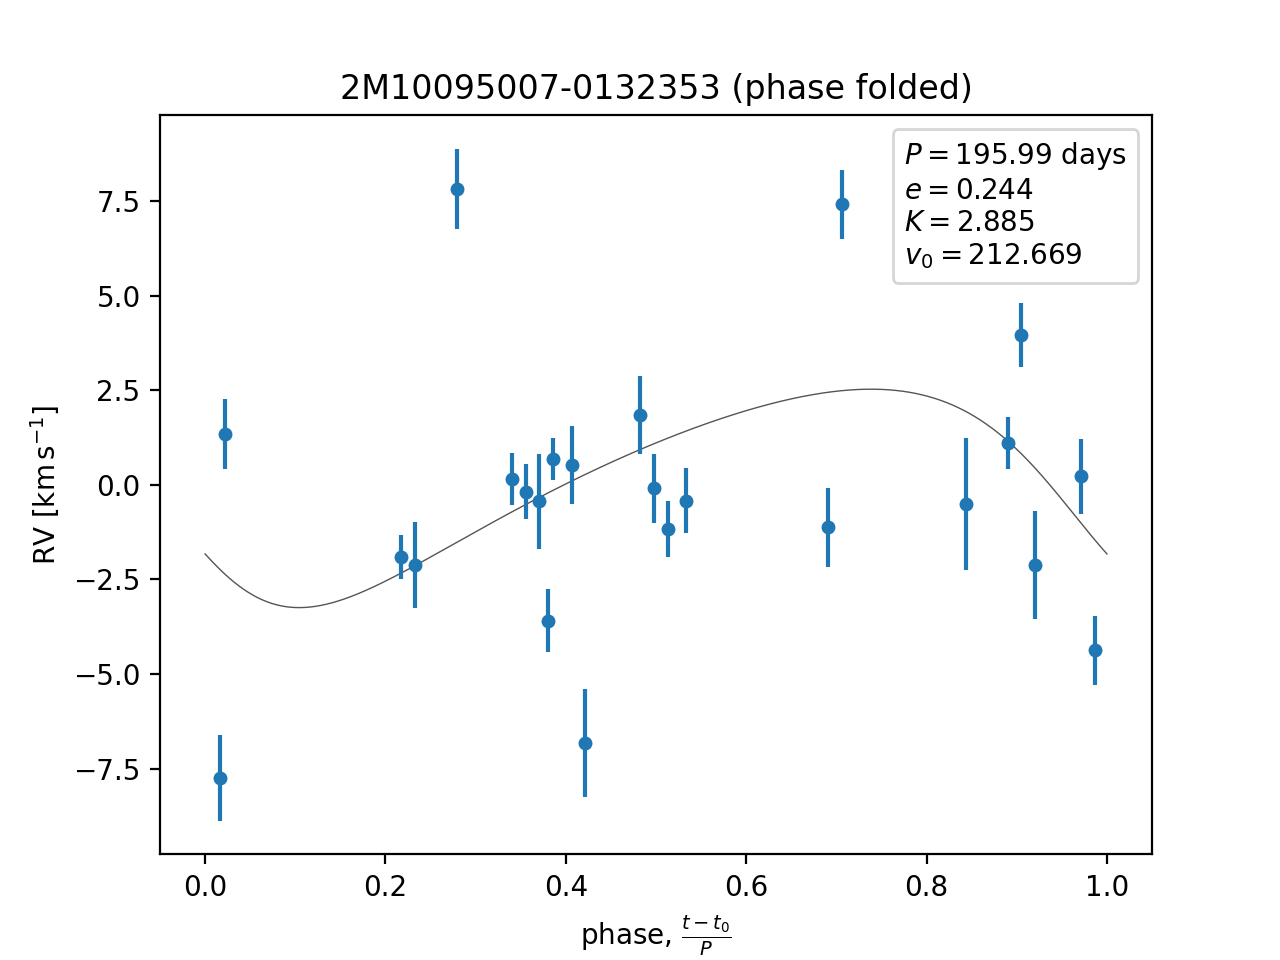 2M10095007-0132353 (phase folded)
P = 195.99 days
e = 0.244
K = 2.885
v₀ = 212.669
7.5
5.0
2.5
0.0
−2.5
−5.0
−7.5
RV [km s⁻¹]
0.0 0.2 0.4 0.6 0.8 1.0
phase, (t − t₀)/P